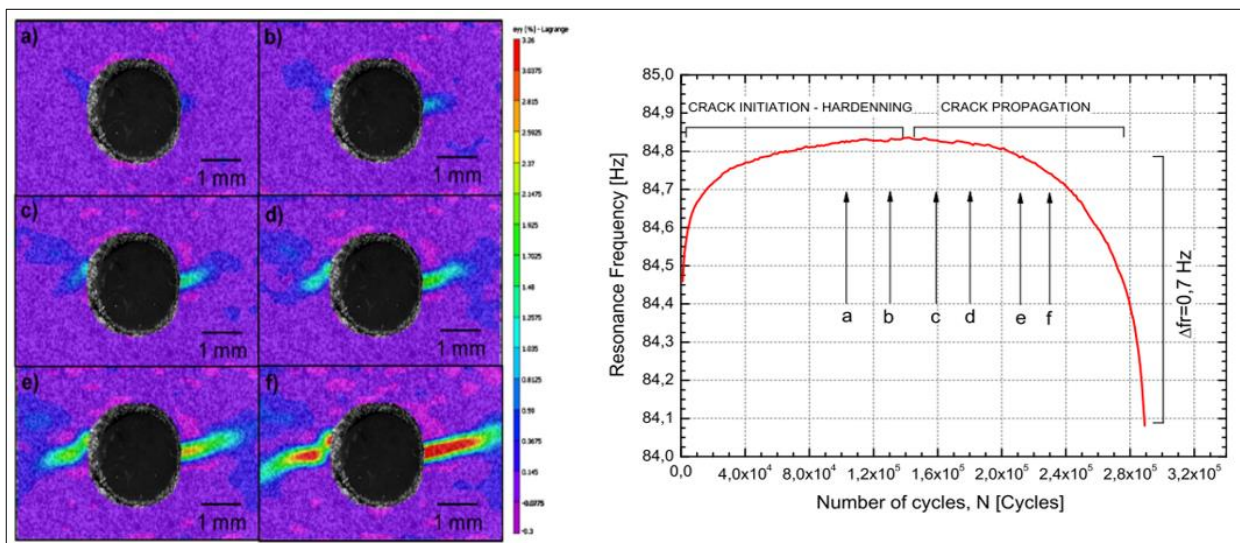 a)
b)
c)
d)
e)
f)
1 mm
1 mm
1 mm
1 mm
1 mm
1 mm
eyy [%] - Lagrange
3.26
3.0375
2.815
2.5925
2.37
2.1475
1.925
1.7025
1.48
1.2575
1.035
0.8125
0.59
0.3675
0.145
-0.0775
-0.3
85,0
84,9
84,8
84,7
84,6
84,5
84,4
84,3
84,2
84,1
84,0
Resonance Frequency [Hz]
CRACK INITIATION - HARDENNING
CRACK PROPAGATION
a
b
c
d
e
f
Δfr=0,7 Hz
0,0
4,0x10⁴
8,0x10⁴
1,2x10⁵
1,6x10⁵
2,0x10⁵
2,4x10⁵
2,8x10⁵
3,2x10⁵
Number of cycles, N [Cycles]